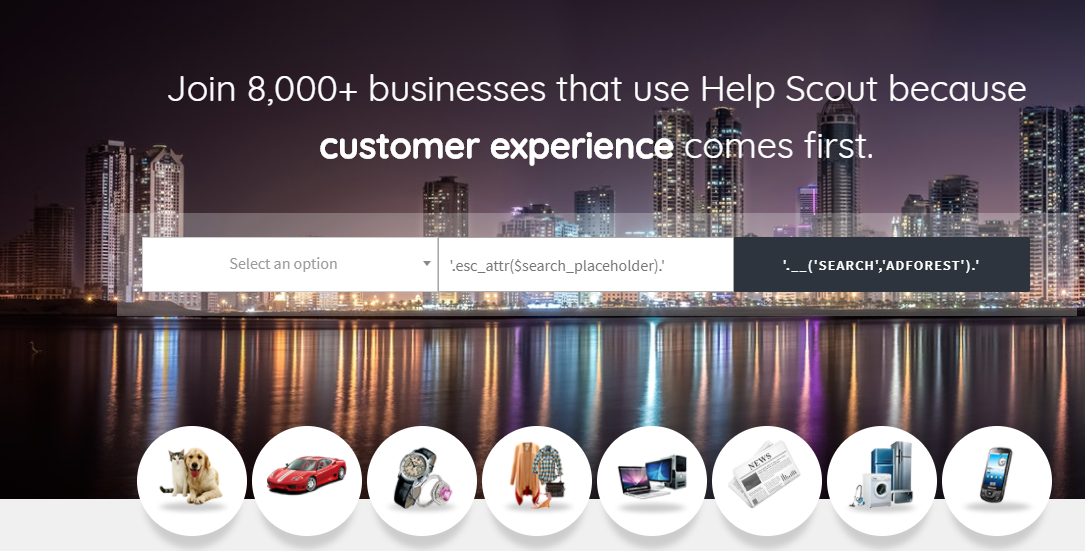 Join 8,000+ businesses that use Help Scout because
customer experience comes first.
Select an option
'.esc_attr($search_placeholder).'
'.__('SEARCH','ADFOREST').'
NEWS